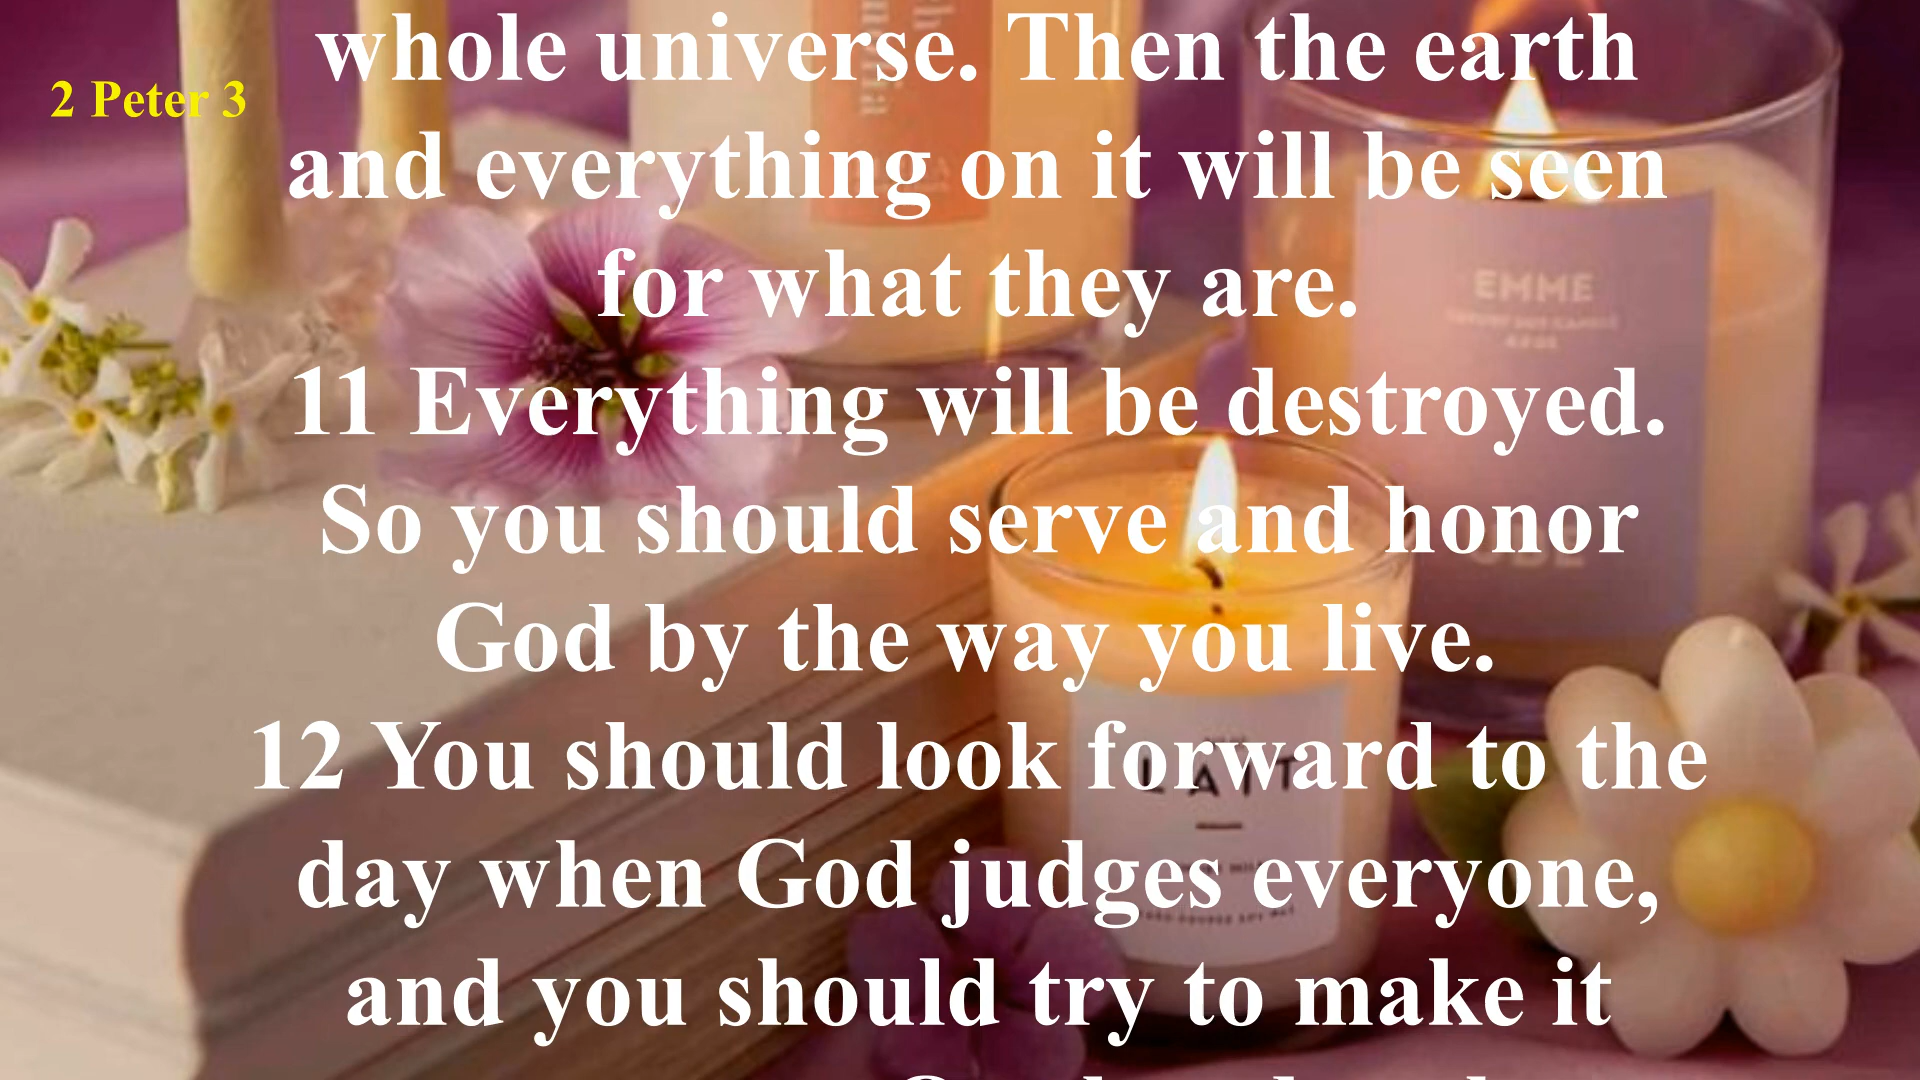 whole universe. Then the earth
2 Peter 3
and everything on it will be seen
for what they are.
EMME
11 Everything will be destroyed.
So you should serve and honor
God by the way you live.
12 You should look forward to the
LAIT
day when God judges everyone,
and you should try to make it